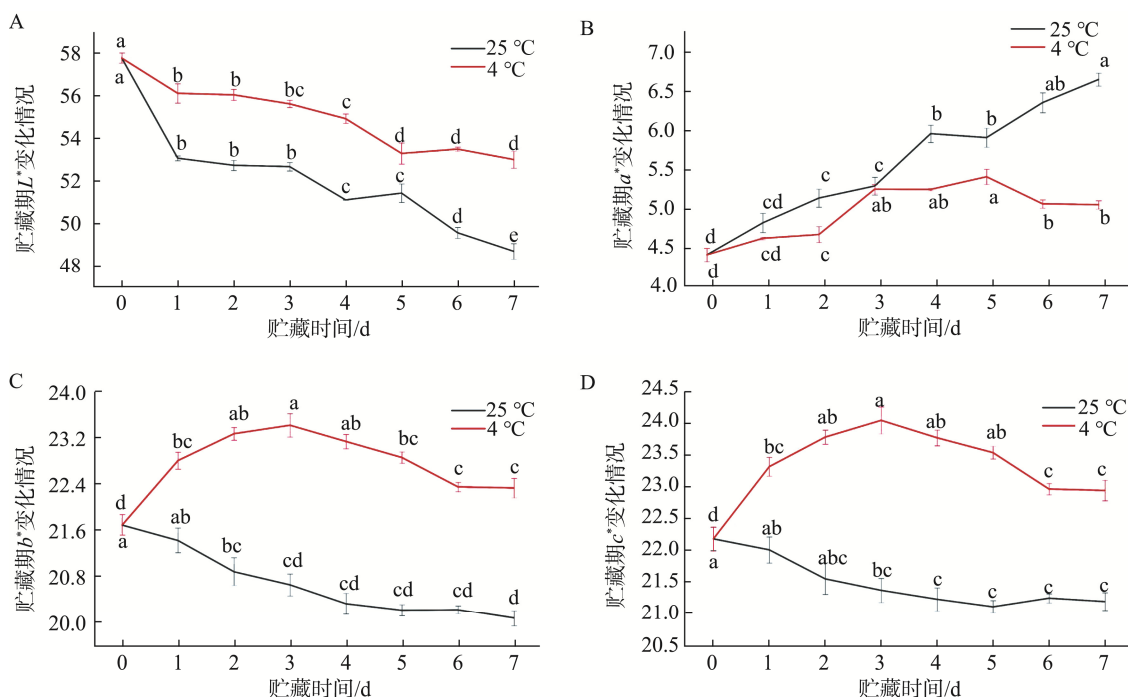 A
25 ℃
4 ℃
贮藏期L*变化情况
58
56
54
52
50
48
a
a
b
b
bc
c
d
d
d
b
b
b
c
c
d
e
0 1 2 3 4 5 6 7
贮藏时间/d
B
25 ℃
4 ℃
贮藏期a*变化情况
7.0
6.0
5.5
5.0
4.5
4.0
d
cd
c
c
b
b
ab
a
d
cd
c
ab
ab
a
b
b
0 1 2 3 4 5 6 7
贮藏时间/d
C
25 ℃
4 ℃
贮藏期b*变化情况
24.0
23.2
22.4
21.6
20.8
20.0
d
bc
ab
a
ab
bc
c
c
a
ab
bc
cd
cd
cd
cd
d
0 1 2 3 4 5 6 7
贮藏时间/d
D
25 ℃
4 ℃
贮藏期c*变化情况
24.5
24.0
23.5
23.0
22.5
22.0
21.5
21.0
20.5
d
bc
ab
a
ab
ab
c
c
a
ab
abc
bc
c
c
c
c
0 1 2 3 4 5 6 7
贮藏时间/d